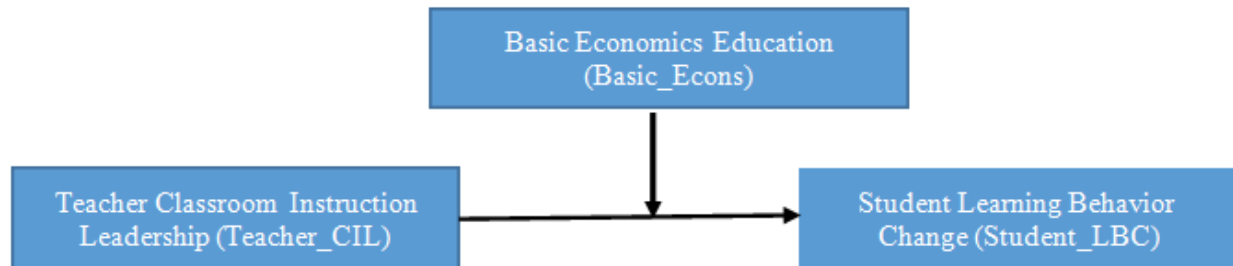 Basic Economics Education
(Basic_Econs)
Teacher Classroom Instruction
Leadership (Teacher_CIL)
Student Learning Behavior
Change (Student_LBC)